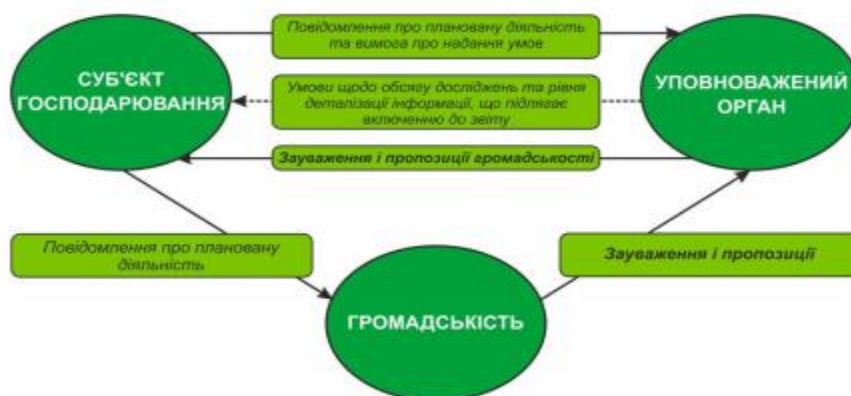 Повідомлення про плановану діяльність
та вимога про надання умов
СУБ'ЄКТ
ГОСПОДАРЮВАННЯ
Умови щодо обсягу досліджень та рівня
деталізації інформації, що підлягає
включенню до звіту
УПОВНОВАЖЕНИЙ
ОРГАН
Зауваження і пропозиції громадськості
Повідомлення про плановану
діяльність
Зауваження і пропозиції
ГРОМАДСЬКІСТЬ